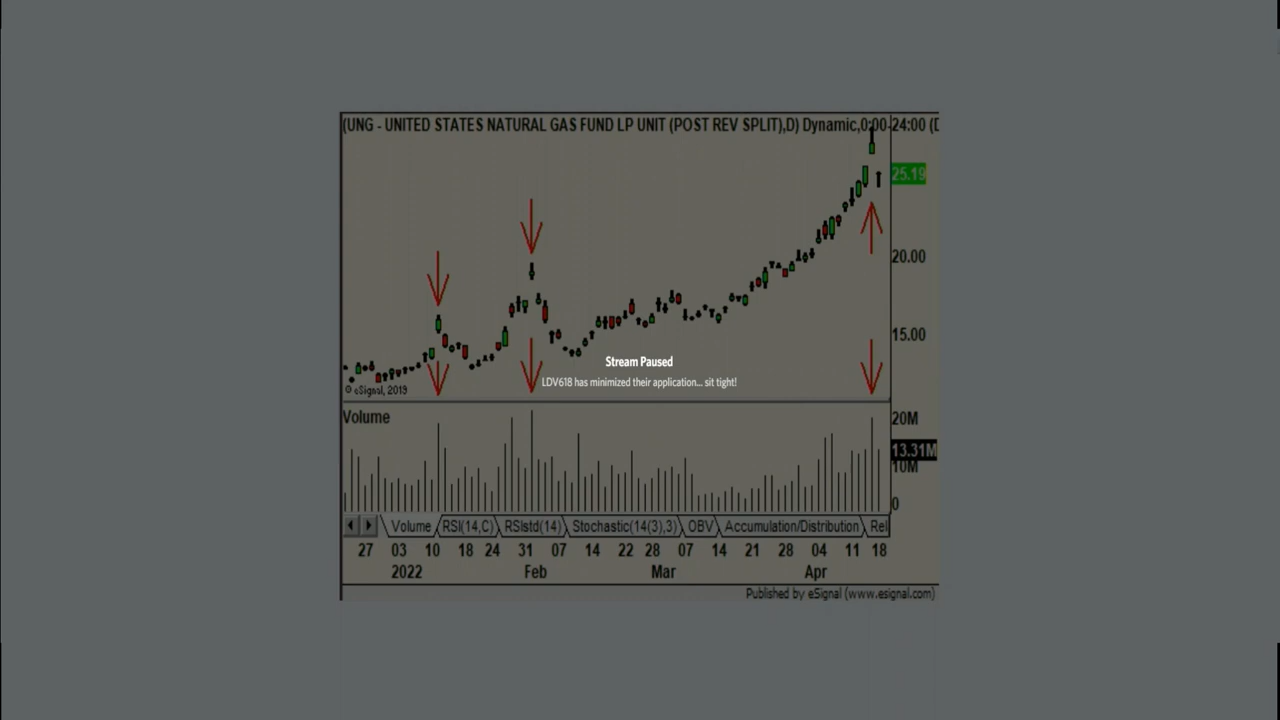 (UNG - UNITED STATES NATURAL GAS FUND LP UNIT (POST REV SPLIT),D) Dynamic,0:00-24:00 (D
25.19
20.00
15.00
Stream Paused
LDV618 has minimized their application... sit tight!
© eSignal, 2019
Volume
20M
13.31M
10M
0
Volume RSI(14,C) RSIstd(14) Stochastic(14(3),3) OBV Accumulation/Distribution Rel
27 03 10 18 24 31 07 14 22 28 07 14 21 28 04 11 18
2022 Feb Mar Apr
Published by eSignal (www.esignal.com)